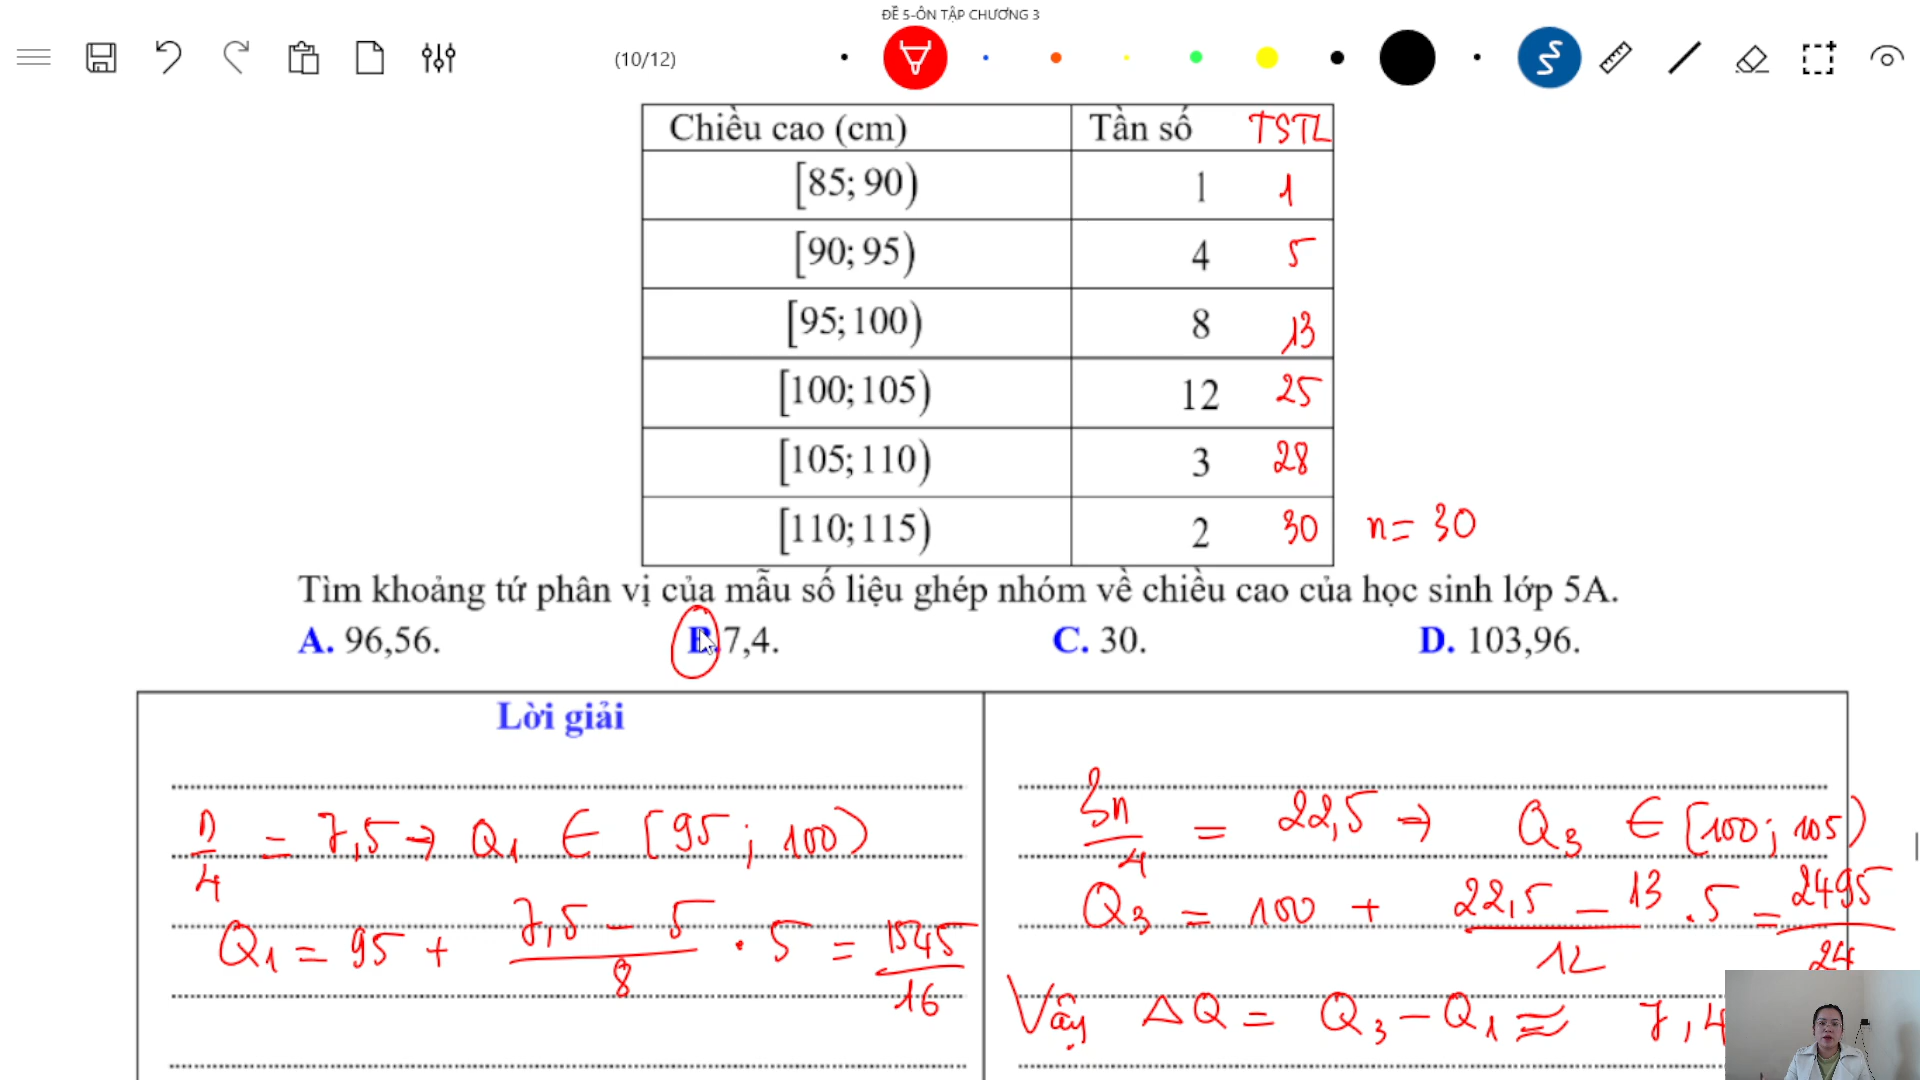 ĐỀ 5-ÔN TẬP CHƯƠNG 3
(10/12)
Chiều cao (cm) Tần số TSTL
[85; 90) 1 1
[90; 95) 4 5
[95; 100) 8 13
[100; 105) 12 25
[105; 110) 3 28
[110; 115) 2 30 n = 30
Tìm khoảng tứ phân vị của mẫu số liệu ghép nhóm về chiều cao của học sinh lớp 5A.
A. 96,56. B. 7,4. C. 30. D. 103,96.
Lời giải
n/4 = 7,5 → Q1 ∈ [95; 100)
Q1 = 95 + (7,5 − 5)/8 . 5 = 1545/16
3n/4 = 22,5 → Q3 ∈ [100; 105)
Q3 = 100 + (22,5 − 13)/12 . 5 = 2495/24
Vậy ΔQ = Q3 − Q1 ≈ 7,4